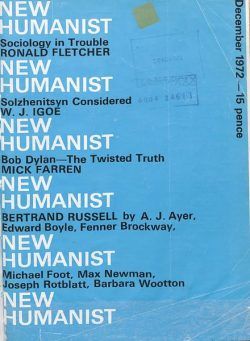 NEW
HUMANIST
Sociology in Trouble
RONALD FLETCHER
NEW
HUMANIST
Solzhenitsyn Considered
W. J. IGOE
NEW
HUMANIST
Bob Dylan—The Twisted Truth
MICK FARREN
NEW
HUMANIST
BERTRAND RUSSELL by A. J. Ayer,
Edward Boyle, Fenner Brockway,
NEW
HUMANIST
Michael Foot, Max Newman,
Joseph Rotblatt, Barbara Wootton
NEW
HUMANIST
December 1972—15 pence